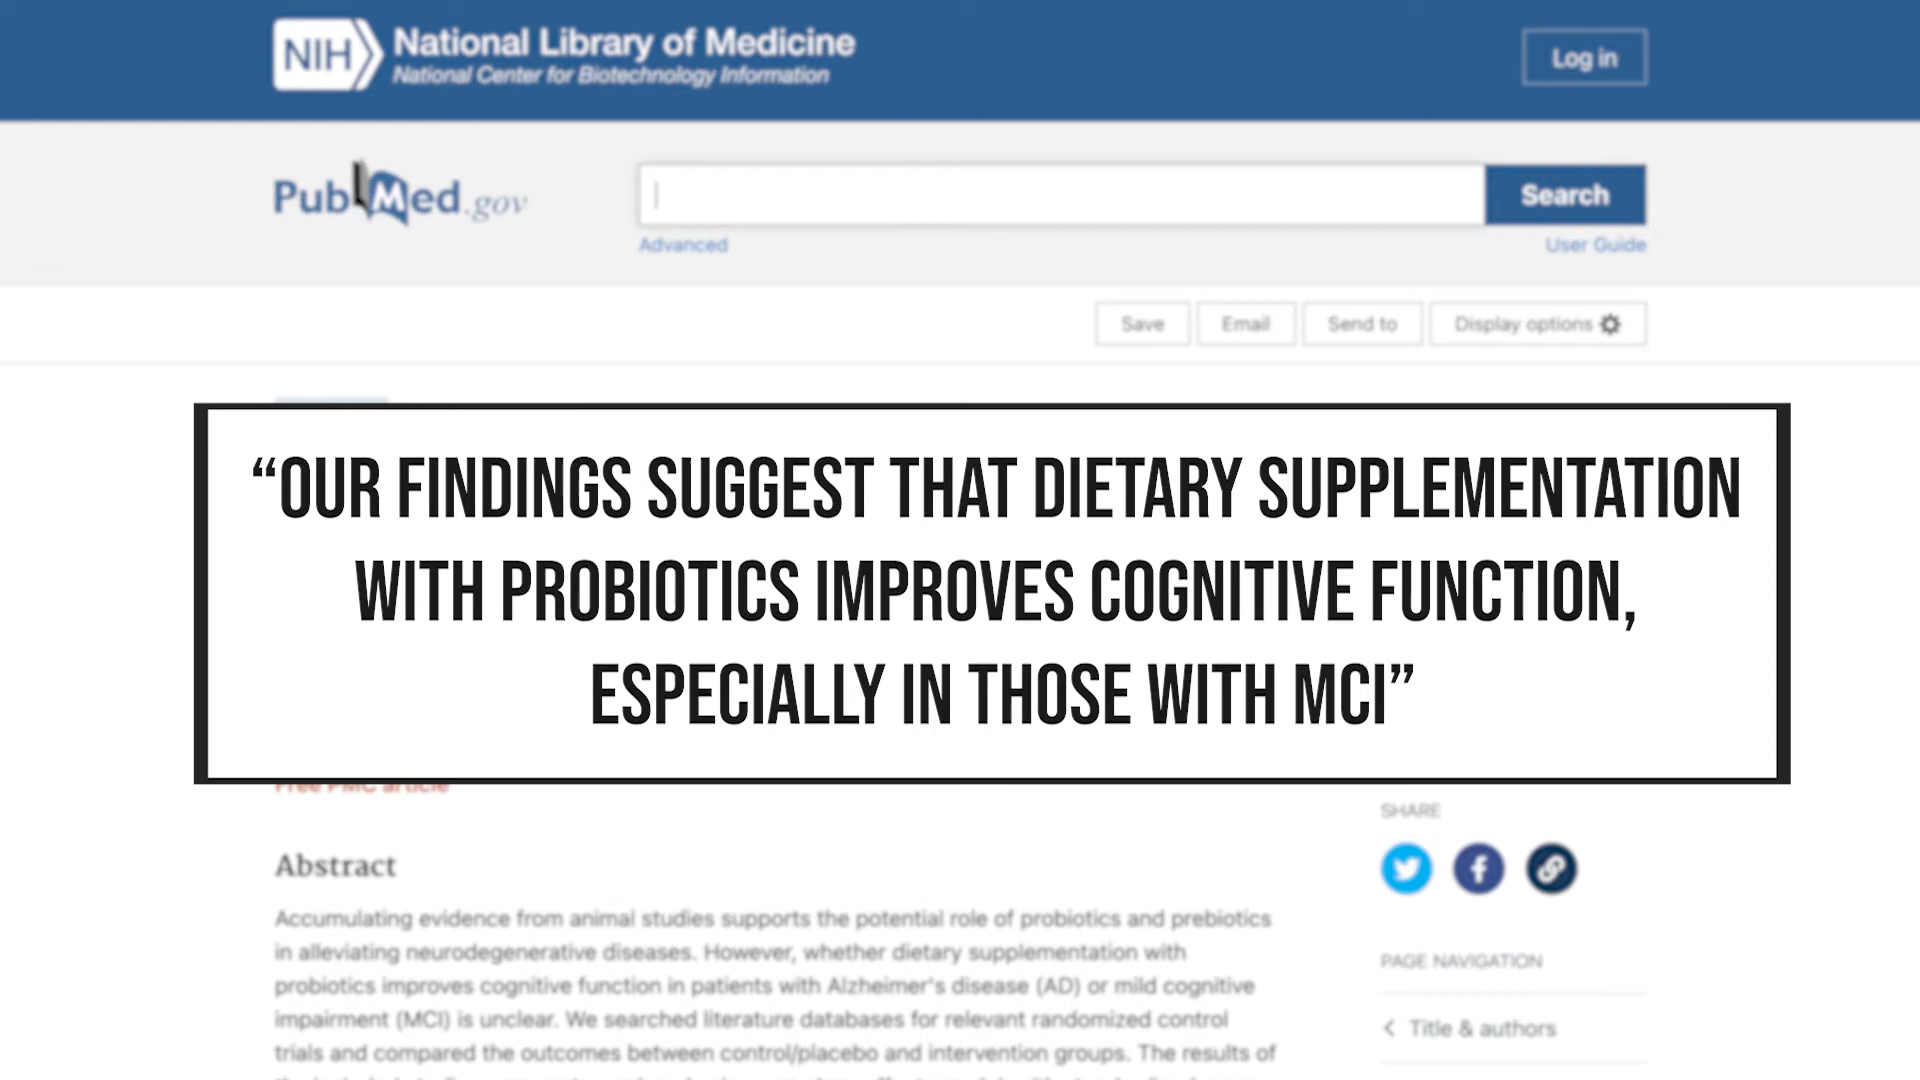 NIH National Library of Medicine
National Center for Biotechnology Information
Log in
PubMed.gov
Search
Advanced
User Guide
Save
Email
Send to
Display options
“OUR FINDINGS SUGGEST THAT DIETARY SUPPLEMENTATION
WITH PROBIOTICS IMPROVES COGNITIVE FUNCTION,
ESPECIALLY IN THOSE WITH MCI”
Free PMC article
SHARE
Abstract
Accumulating evidence from animal studies supports the potential role of probiotics and prebiotics
in alleviating neurodegenerative diseases. However, whether dietary supplementation with
probiotics improves cognitive function in patients with Alzheimer's disease (AD) or mild cognitive
impairment (MCI) is unclear. We searched literature databases for relevant randomized control
trials and compared the outcomes between control/placebo and intervention groups. The results of
PAGE NAVIGATION
Title & authors